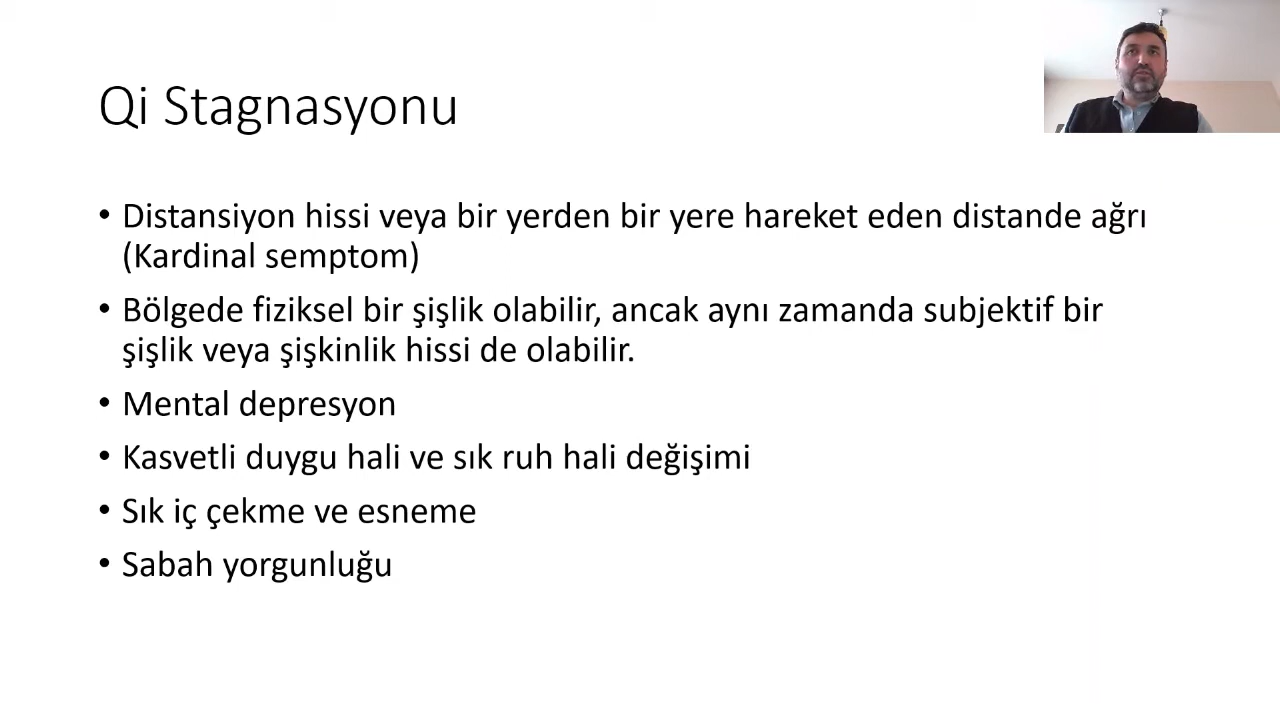 Qi Stagnasyonu
• Distansiyon hissi veya bir yerden bir yere hareket eden distande ağrı
(Kardinal semptom)
• Bölgede fiziksel bir şişlik olabilir, ancak aynı zamanda subjektif bir
şişlik veya şişkinlik hissi de olabilir.
• Mental depresyon
• Kasvetli duygu hali ve sık ruh hali değişimi
• Sık iç çekme ve esneme
• Sabah yorgunluğu